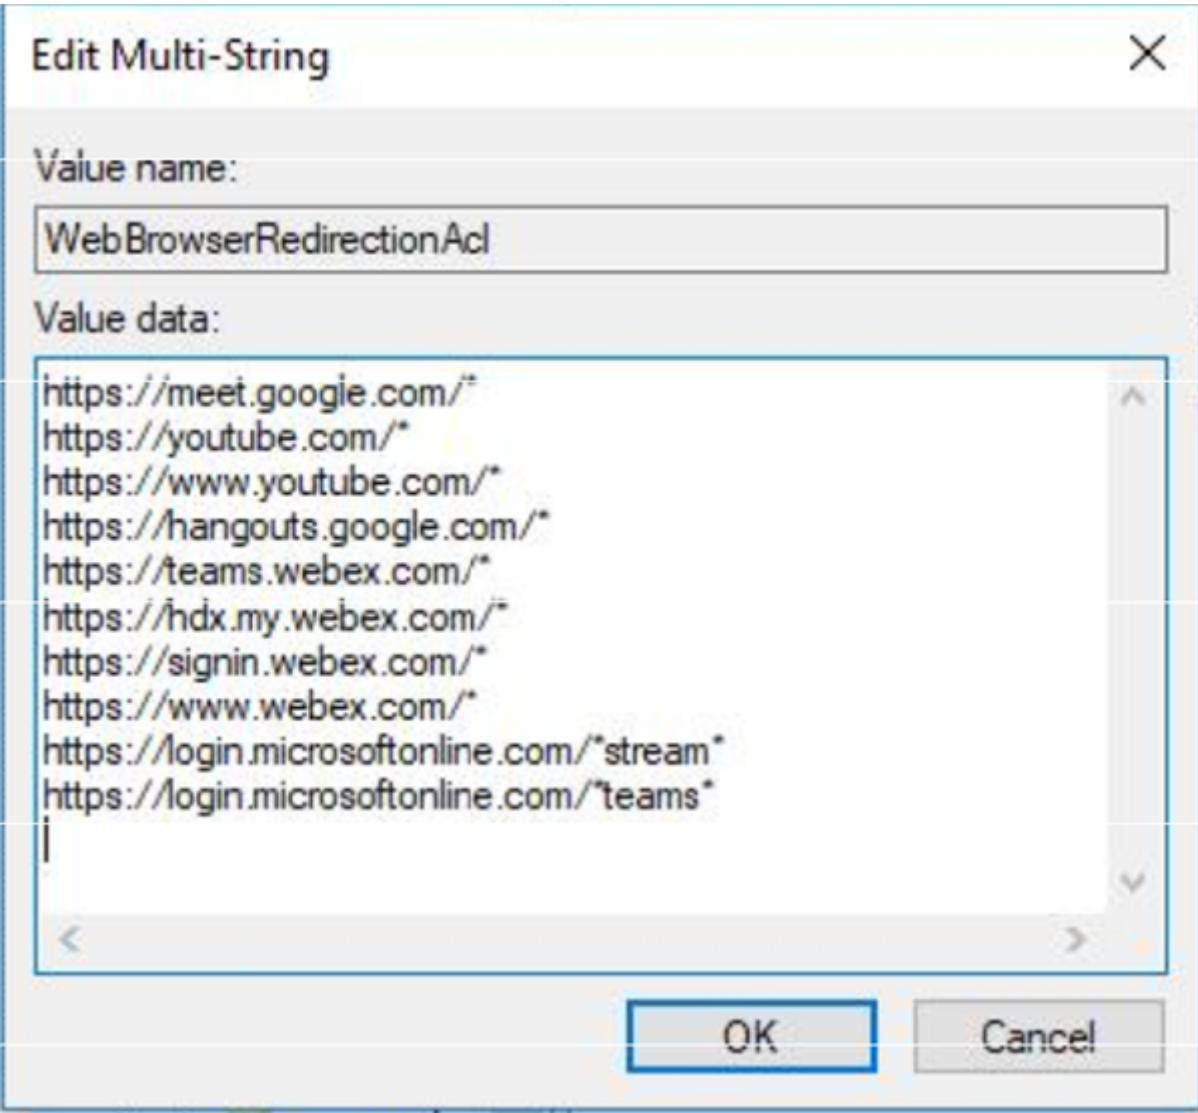 Edit Multi-String
Value name:
WebBrowserRedirectionAcl
Value data:
https://meet.google.com/*
https://youtube.com/*
https://www.youtube.com/*
https://hangouts.google.com/*
https://teams.webex.com/*
https://hdx.my.webex.com/*
https://signin.webex.com/*
https://www.webex.com/*
https://login.microsoftonline.com/*stream*
https://login.microsoftonline.com/*teams*
OK Cancel